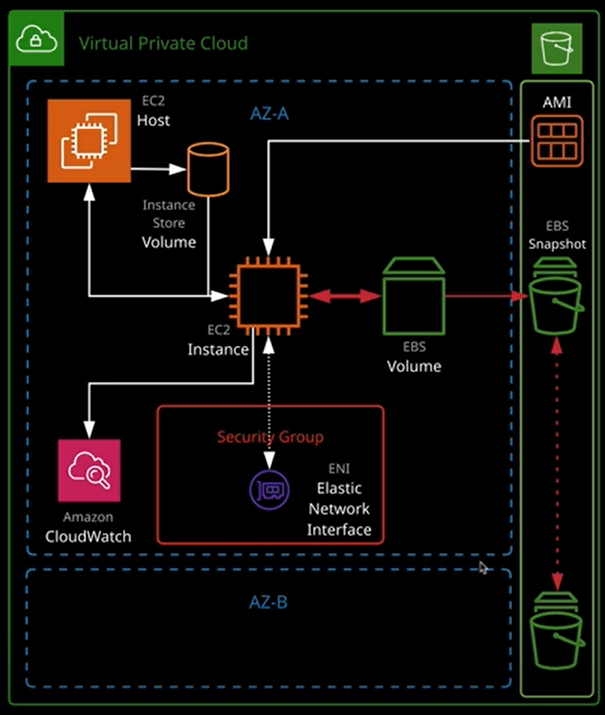 Virtual Private Cloud
EC2
Host
AZ-A
AMI
Instance
Store
Volume
EBS
Snapshot
EC2
Instance
EBS
Volume
Security Group
ENI
Elastic
Network
Interface
Amazon
CloudWatch
AZ-B